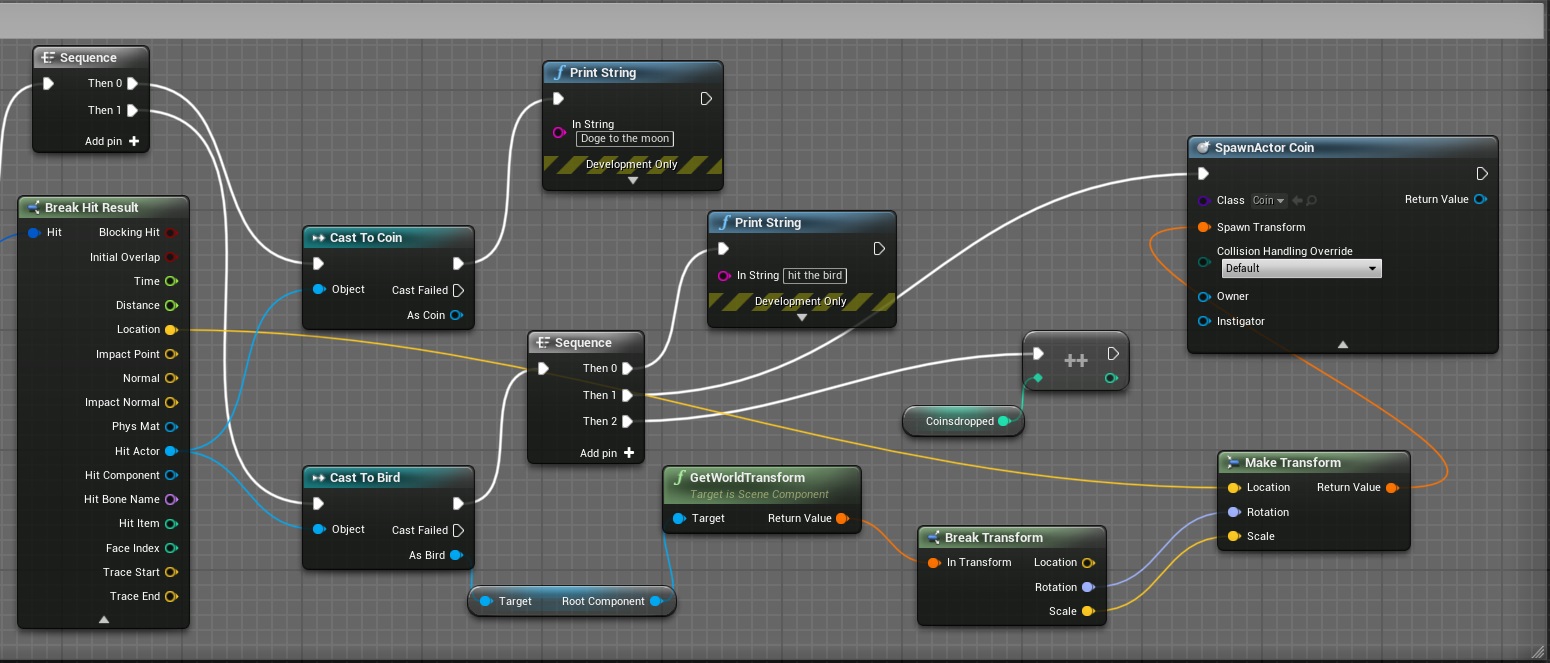 Sequence
Then 0
Then 1
Add pin
Break Hit Result
Hit
Blocking Hit
Initial Overlap
Time
Distance
Location
Impact Point
Normal
Impact Normal
Phys Mat
Hit Actor
Hit Component
Hit Bone Name
Hit Item
Face Index
Trace Start
Trace End
Cast To Coin
Object
Cast Failed
As Coin
Cast To Bird
Object
Cast Failed
As Bird
Print String
In String
Doge to the moon
Development Only
Print String
In String hit the bird
Development Only
Sequence
Then 0
Then 1
Then 2
Add pin
Target Root Component
GetWorldTransform
Target is Scene Component
Target Return Value
Coinsdropped
++
Break Transform
In Transform Location
Rotation
Scale
SpawnActor Coin
Class Coin
Return Value
Spawn Transform
Collision Handling Override
Default
Owner
Instigator
Make Transform
Location Return Value
Rotation
Scale